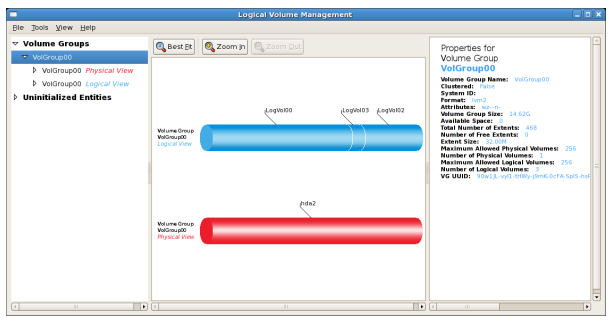 Logical Volume Management
File Tools View Help
Volume Groups
VolGroup00
VolGroup00 Physical View
VolGroup00 Logical View
Uninitialized Entities
Best Fit Zoom In Zoom Out
LogVol00 LogVol03 LogVol02
Volume Group
VolGroup00
Logical View
hda2
Volume Group
VolGroup00
Physical View
Properties for
Volume Group
VolGroup00
Volume Group Name: VolGroup00
Clustered: False
System ID:
Format: lvm2
Attributes: wz--n-
Volume Group Size: 14.62G
Available Space: 0
Total Number of Extents: 468
Number of Free Extents: 0
Extent Size: 32.00M
Maximum Allowed Physical Volumes: 256
Number of Physical Volumes: 1
Maximum Allowed Logical Volumes: 256
Number of Logical Volumes: 3
VG UUID: